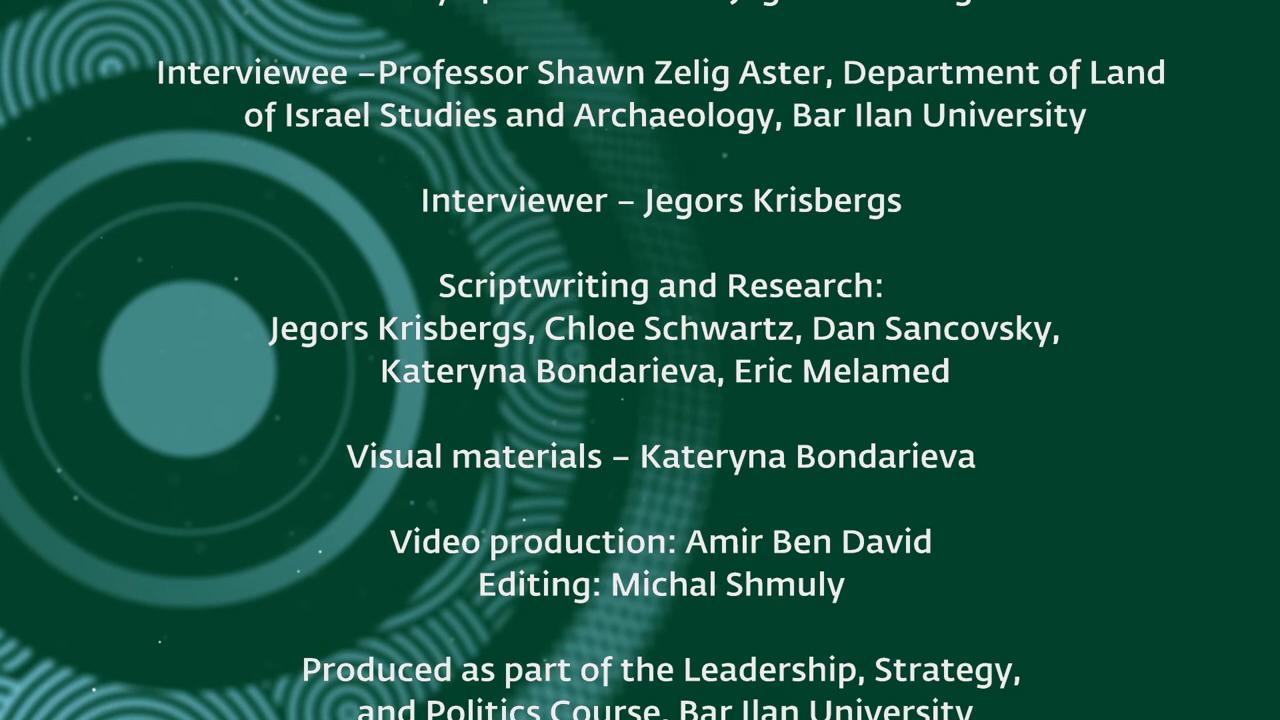 Interviewee –Professor Shawn Zelig Aster, Department of Land
of Israel Studies and Archaeology, Bar Ilan University
Interviewer – Jegors Krisbergs
Scriptwriting and Research:
Jegors Krisbergs, Chloe Schwartz, Dan Sancovsky,
Kateryna Bondarieva, Eric Melamed
Visual materials – Kateryna Bondarieva
Video production: Amir Ben David
Editing: Michal Shmuly
Produced as part of the Leadership, Strategy,
and Politics Course, Bar Ilan University